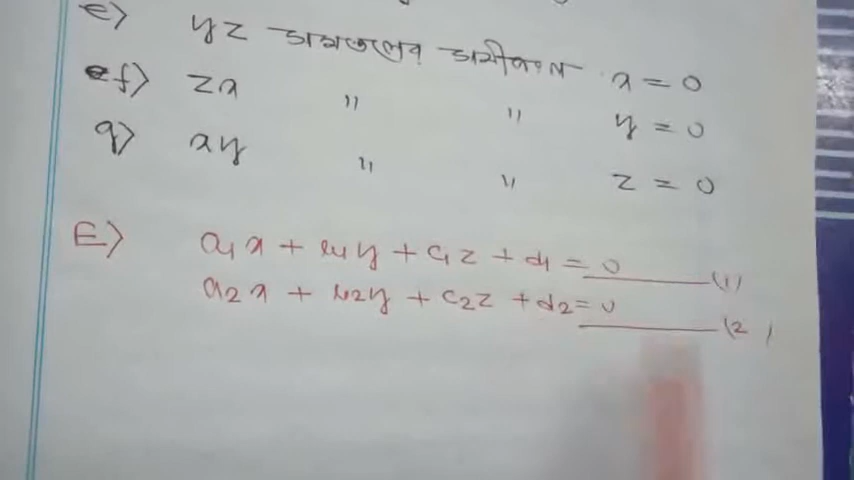 e) yz সমতলের সমীকরণ x = 0
f) zx " " y = 0
g) xy " " z = 0
E) a₁x + b₁y + c₁z + d₁ = 0 (1)
a₂x + b₂y + c₂z + d₂ = 0 (2)